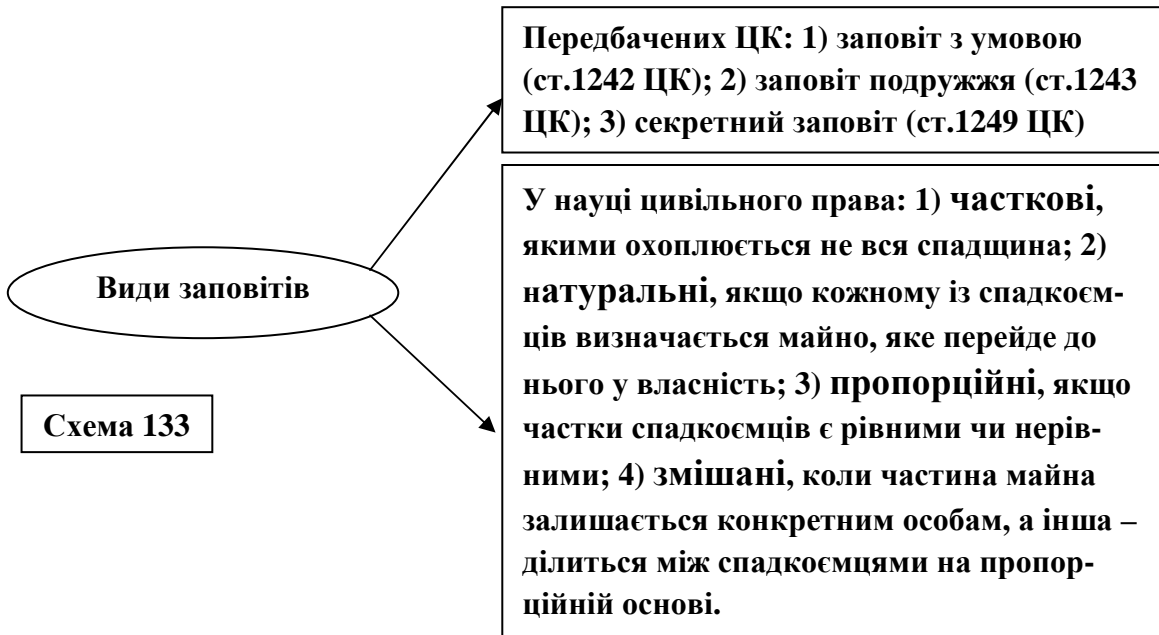 Передбачених ЦК: 1) заповіт з умовою
(ст.1242 ЦК); 2) заповіт подружжя (ст.1243
ЦК); 3) секретний заповіт (ст.1249 ЦК)
У науці цивільного права: 1) часткові,
якими охоплюється не вся спадщина; 2)
натуральні, якщо кожному із спадкоєм-
ців визначається майно, яке перейде до
нього у власність; 3) пропорційні, якщо
частки спадкоємців є рівними чи нерів-
ними; 4) змішані, коли частина майна
залишається конкретним особам, а інша –
ділиться між спадкоємцями на пропор-
ційній основі.
Види заповітів
Схема 133